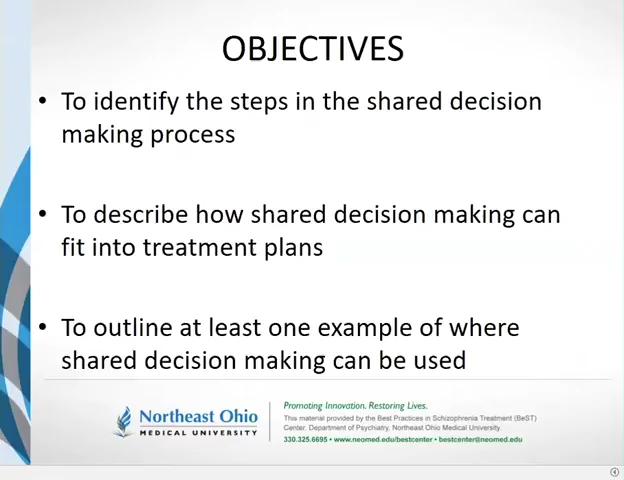 OBJECTIVES
• To identify the steps in the shared decision
making process
• To describe how shared decision making can
fit into treatment plans
• To outline at least one example of where
shared decision making can be used
Northeast Ohio
MEDICAL UNIVERSITY
Promoting Innovation. Restoring Lives.
This material provided by the Best Practices in Schizophrenia Treatment (BeST)
Center, Department of Psychiatry, Northeast Ohio Medical University.
330.325.6695 • www.neomed.edu/bestcenter • bestcenter@neomed.edu